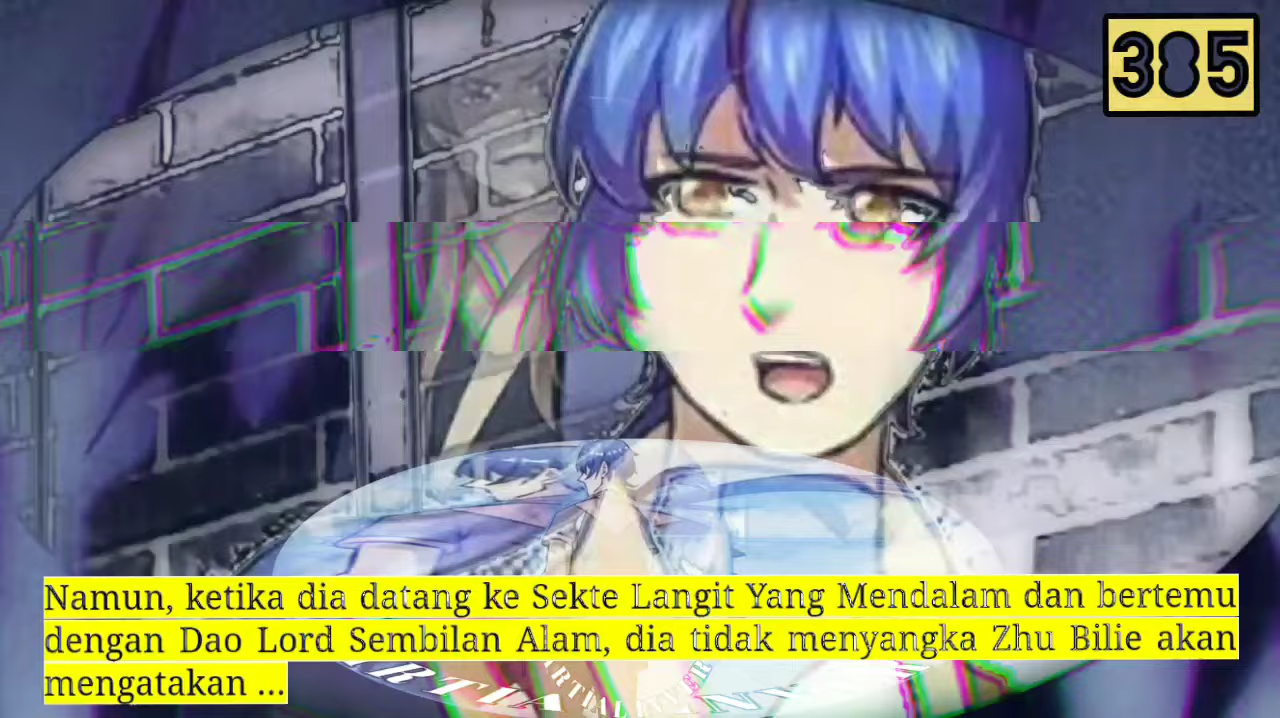 385
Namun, ketika dia datang ke Sekte Langit Yang Mendalam dan bertemu
dengan Dao Lord Sembilan Alam, dia tidak menyangka Zhu Bilie akan
mengatakan ...